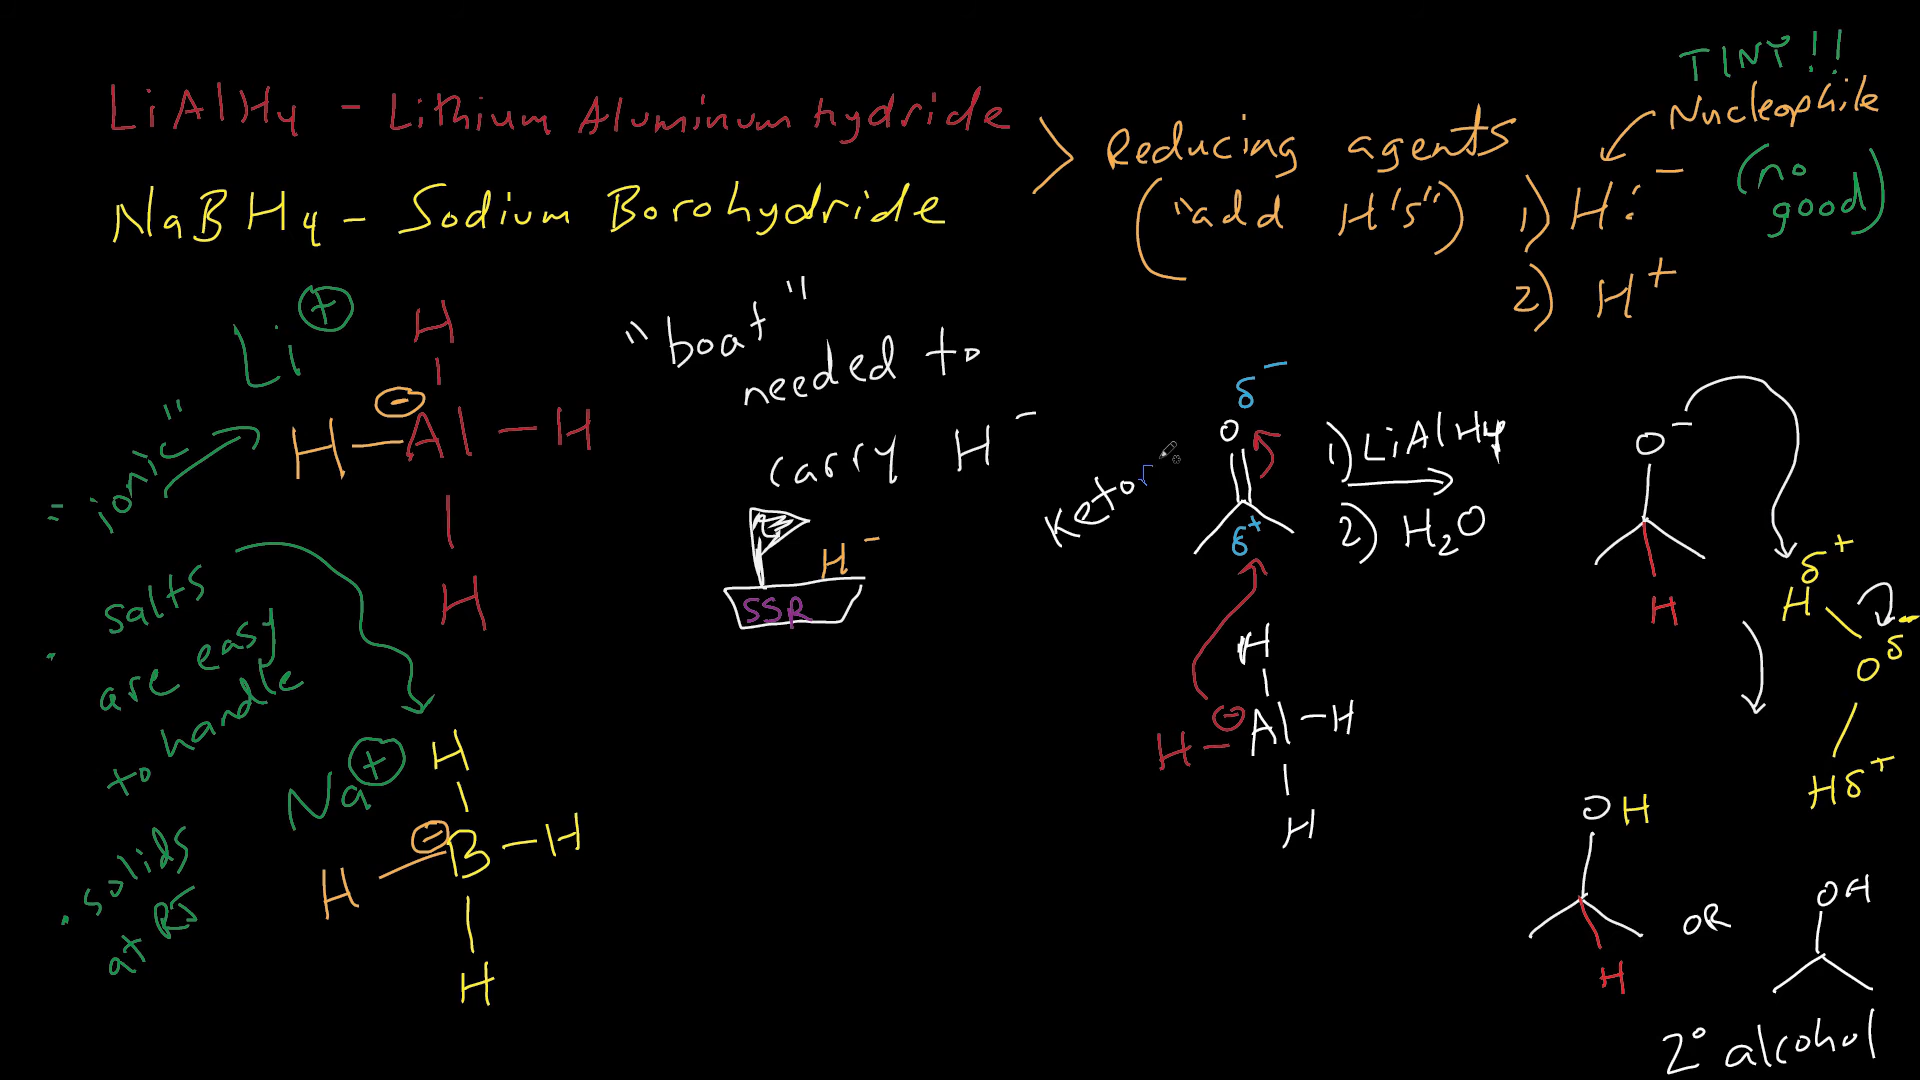 LiAlH4 - Lithium Aluminum hydride
NaBH4 - Sodium Borohydride
> Reducing agents
("add H's")
1) H:⁻
2) H⁺
TINY!!
Nucleophile
(no
good)
Li⊕
H
H-Al-H
⊖
H
"ionic"
salts
are easy
to handle
. solids
at RT
Na⊕
H
⊖
H-B-H
H
"boat"
needed to
carry H⁻
H⁻
SSR
Keton
δ⁻
O
δ⁺
1) LiAlH4
2) H2O
H
H-⊖Al-H
H
O⁻
H
δ⁺
H
O δ⁻
Hδ⁺
OH
H
OR
OH
2° alcohol